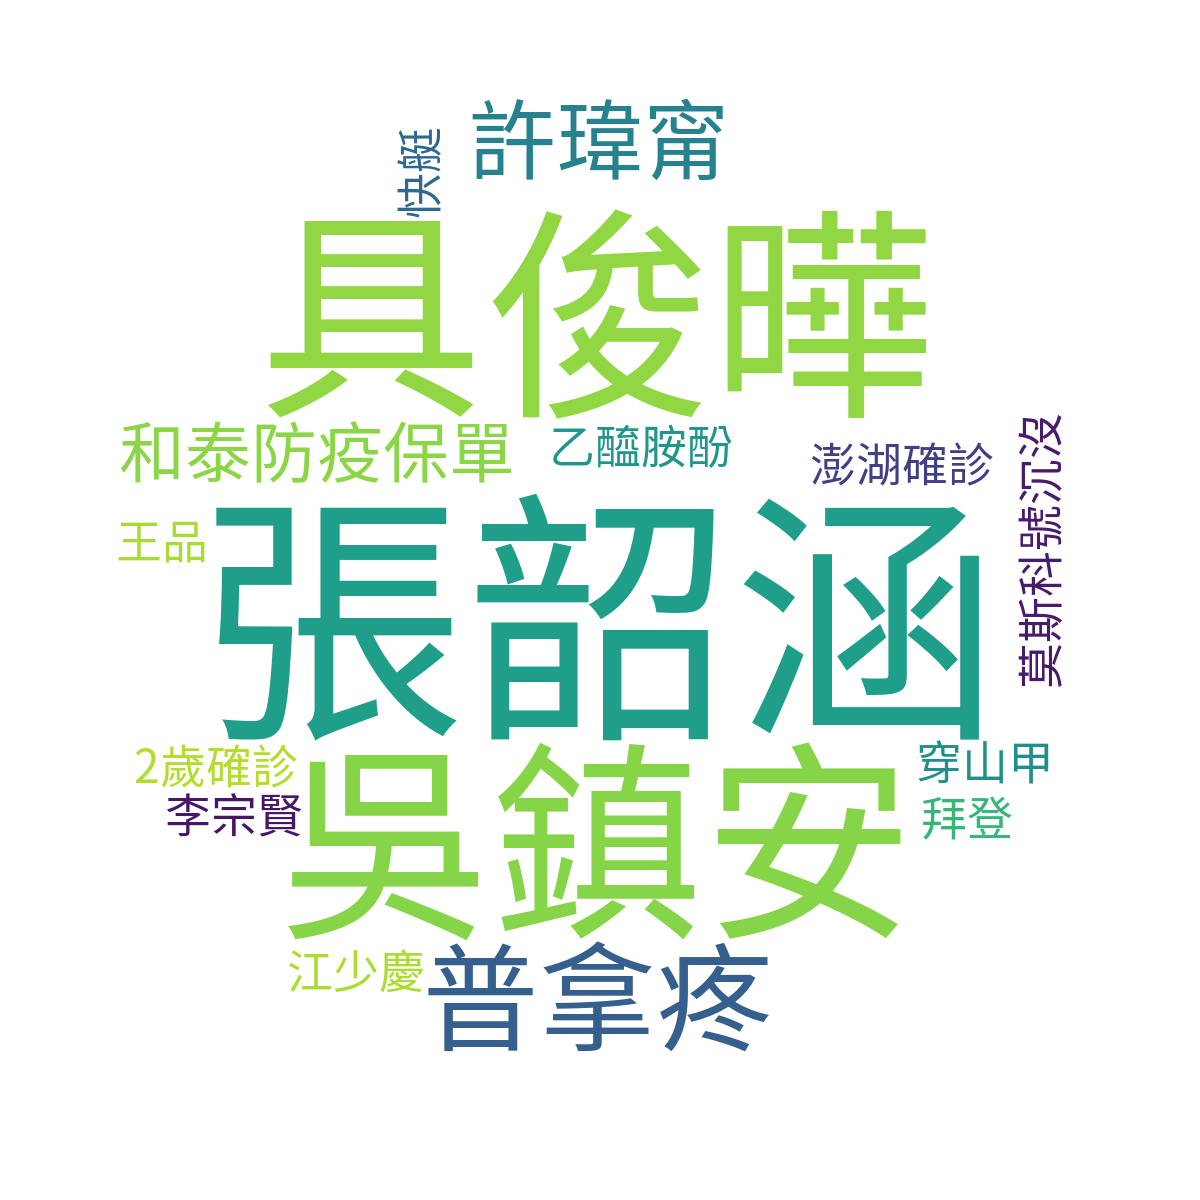 許瑋甯
快艇
具俊曄
和泰防疫保單
乙醯胺酚
澎湖確診
莫斯科號沉沒
王品
張韶涵
2歲確診
吳鎮安
穿山甲
李宗賢
拜登
江少慶
普拿疼